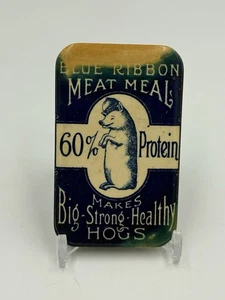 BLUE RIBBON
MEAT MEAL
60% Protein
MAKES
Big-Strong-Healthy
HOGS